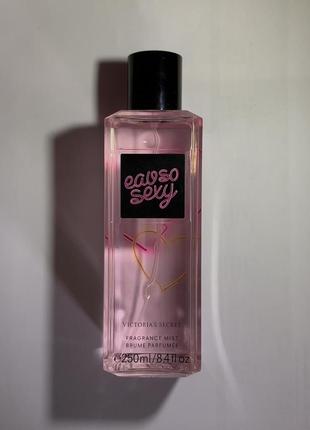 eau so
sexy
VICTORIA'S SECRET
FRAGRANCE MIST
BRUME PARFUMÉE
℮250ml/8.4fl oz